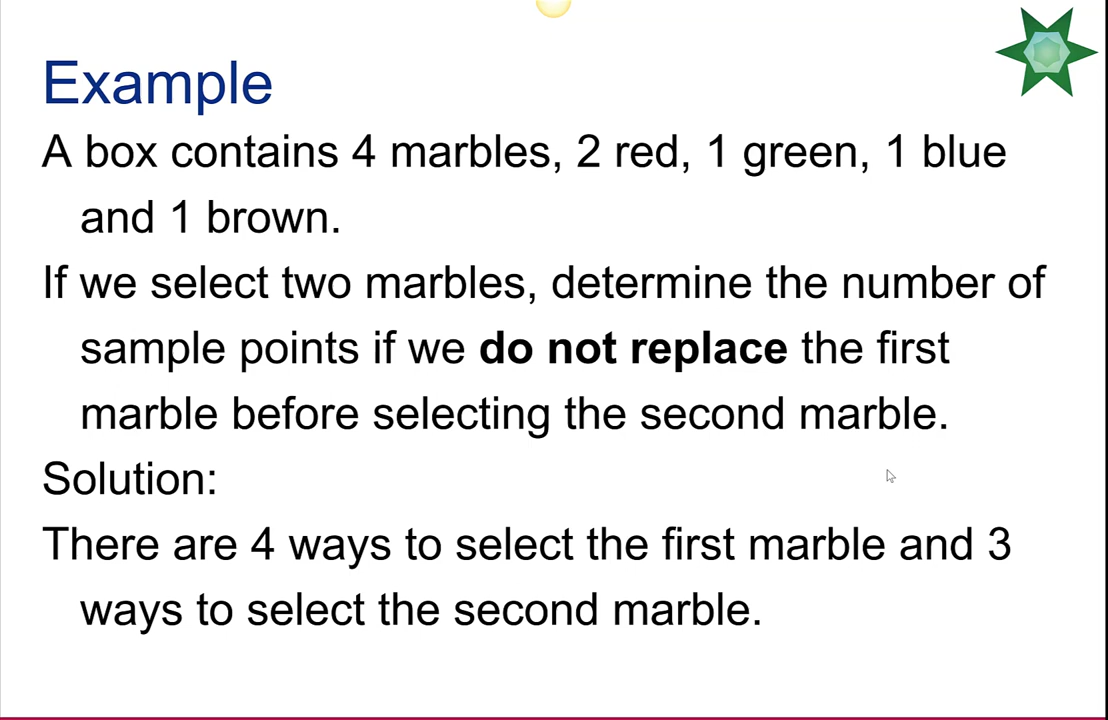 Example
A box contains 4 marbles, 2 red, 1 green, 1 blue
and 1 brown.
If we select two marbles, determine the number of
sample points if we do not replace the first
marble before selecting the second marble.
Solution:
There are 4 ways to select the first marble and 3
ways to select the second marble.